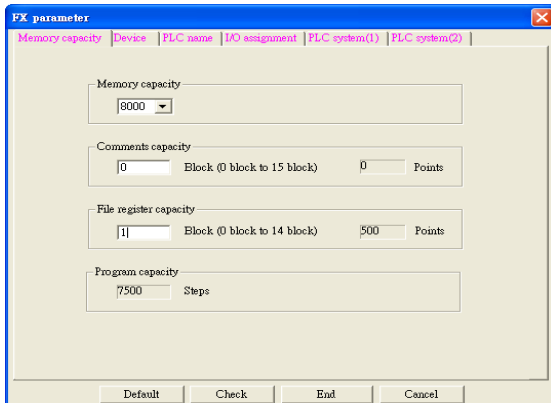 FX parameter
Memory capacity Device PLC name I/O assignment PLC system(1) PLC system(2)
Memory capacity
8000
Comments capacity
0 Block (0 block to 15 block) 0 Points
File register capacity
1 Block (0 block to 14 block) 500 Points
Program capacity
7500 Steps
Default Check End Cancel